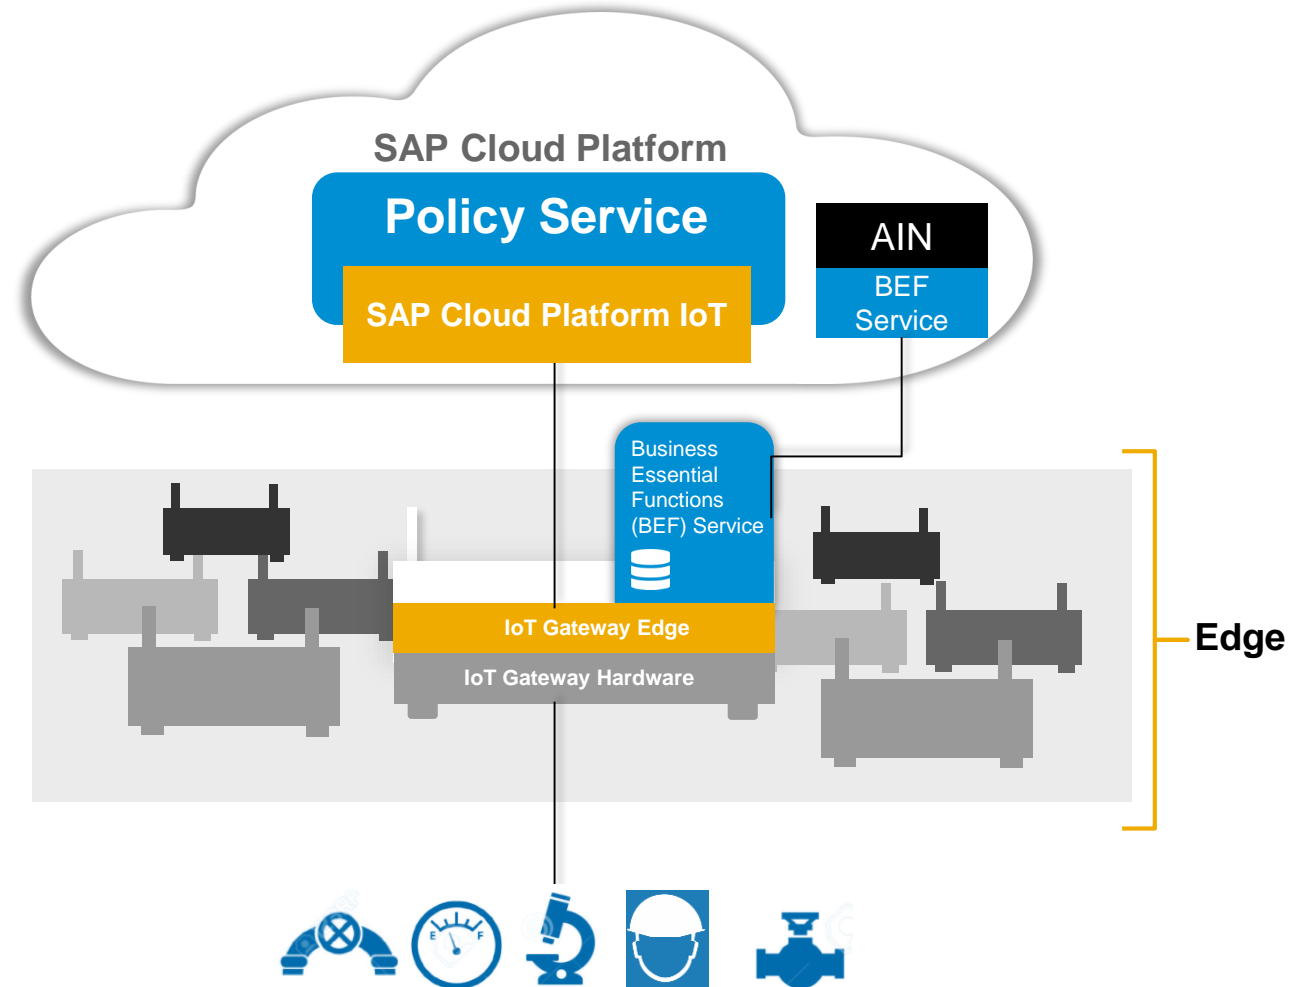 SAP Cloud Platform
Policy Service
SAP Cloud Platform IoT
AIN
BEF
Service
Business
Essential
Functions
(BEF) Service
IoT Gateway Edge
IoT Gateway Hardware
Edge
E F